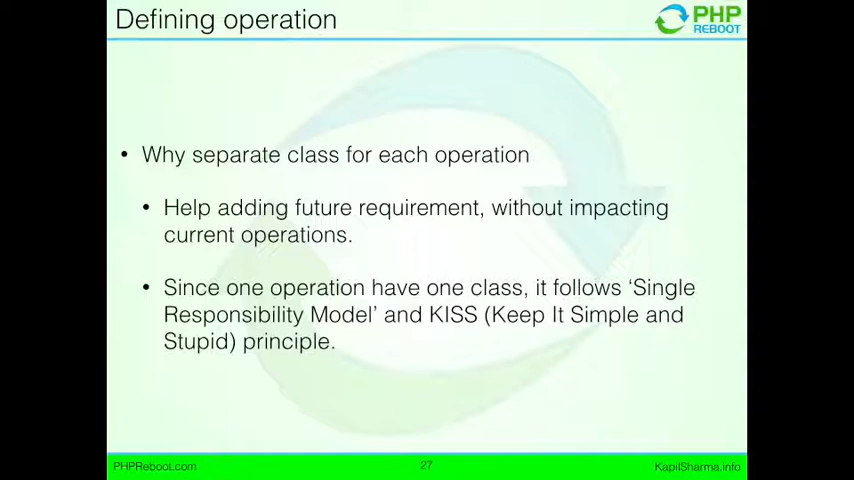 Defining operation
PHP
REBOOT
• Why separate class for each operation
• Help adding future requirement, without impacting
current operations.
• Since one operation have one class, it follows ‘Single
Responsibility Model’ and KISS (Keep It Simple and
Stupid) principle.
PHPReboot.com
27
KapilSharma.info